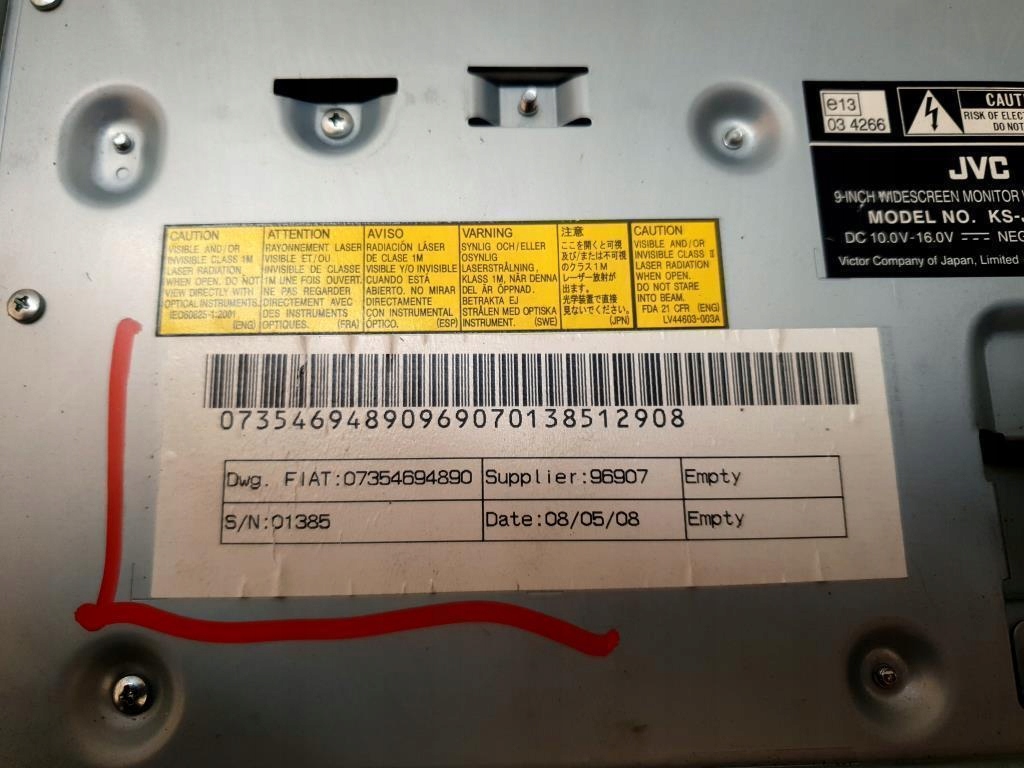 e13
03 4266
CAUT
RISK OF ELEC
DO NOT
JVC
9-INCH WIDESCREEN MONITOR
MODEL NO. KS-
DC 10.0V-16.0V ⎓ NEG
Victor Company of Japan, Limited
CAUTION
VISIBLE AND/OR
INVISIBLE CLASS 1M
LASER RADIATION
WHEN OPEN. DO NOT
VIEW DIRECTLY WITH
OPTICAL INSTRUMENTS.
IEC60825-1:2001
(ENG)
ATTENTION
RAYONNEMENT LASER
VISIBLE ET/OU
INVISIBLE DE CLASSE
1M UNE FOIS OUVERT.
NE PAS REGARDER
DIRECTEMENT AVEC
DES INSTRUMENTS
OPTIQUES. (FRA)
AVISO
RADIACIÓN LÁSER
DE CLASE 1M
VISIBLE Y/O INVISIBLE
CUANDO ESTÁ
ABIERTO. NO MIRAR
DIRECTAMENTE
CON INSTRUMENTAL
ÓPTICO. (ESP)
VARNING
SYNLIG OCH/ELLER
OSYNLIG
LASERSTRÅLNING,
KLASS 1M, NÄR DENNA
DEL ÄR ÖPPNAD.
BETRAKTA EJ
STRÅLEN MED OPTISKA
INSTRUMENT. (SWE)
注意
ここを開くと可視
及び/または不可視
のクラス1M
レーザー放射が
出ます。
光学装置で直接
見ないでください。
(JPN)
CAUTION
VISIBLE AND/OR
INVISIBLE CLASS II
LASER RADIATION
WHEN OPEN.
DO NOT STARE
INTO BEAM.
FDA 21 CFR (ENG)
LV44603-003A
07354694890969070138512908
Dwg. FIAT:07354694890 Supplier:96907 Empty
S/N:01385 Date:08/05/08 Empty